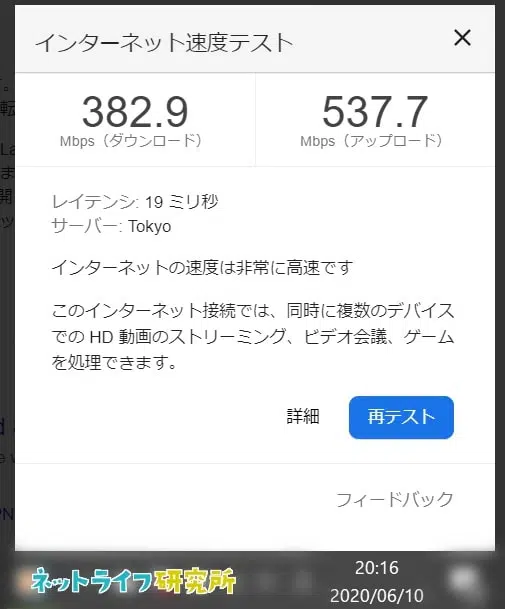 インターネット速度テスト
382.9
Mbps（ダウンロード）
537.7
Mbps（アップロード）
レイテンシ: 19 ミリ秒
サーバー: Tokyo
インターネットの速度は非常に高速です
このインターネット接続では、同時に複数のデバイス
での HD 動画のストリーミング、ビデオ会議、ゲーム
を処理できます。
詳細
再テスト
フィードバック
ネットライフ研究所
20:16
2020/06/10